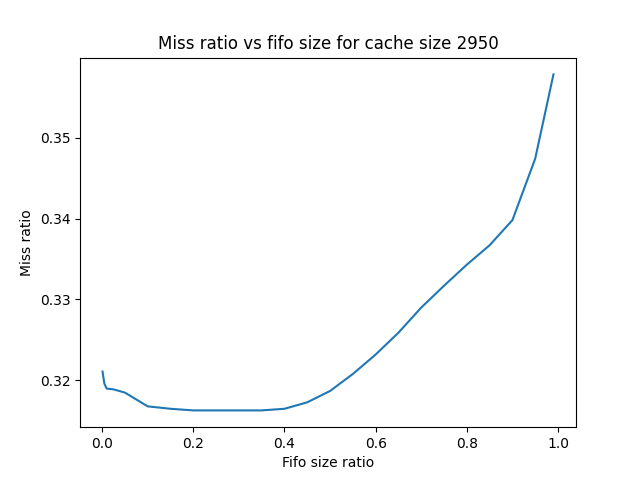 Miss ratio vs fifo size for cache size 2950
Miss ratio
0.35
0.34
0.33
0.32
0.0 0.2 0.4 0.6 0.8 1.0
Fifo size ratio